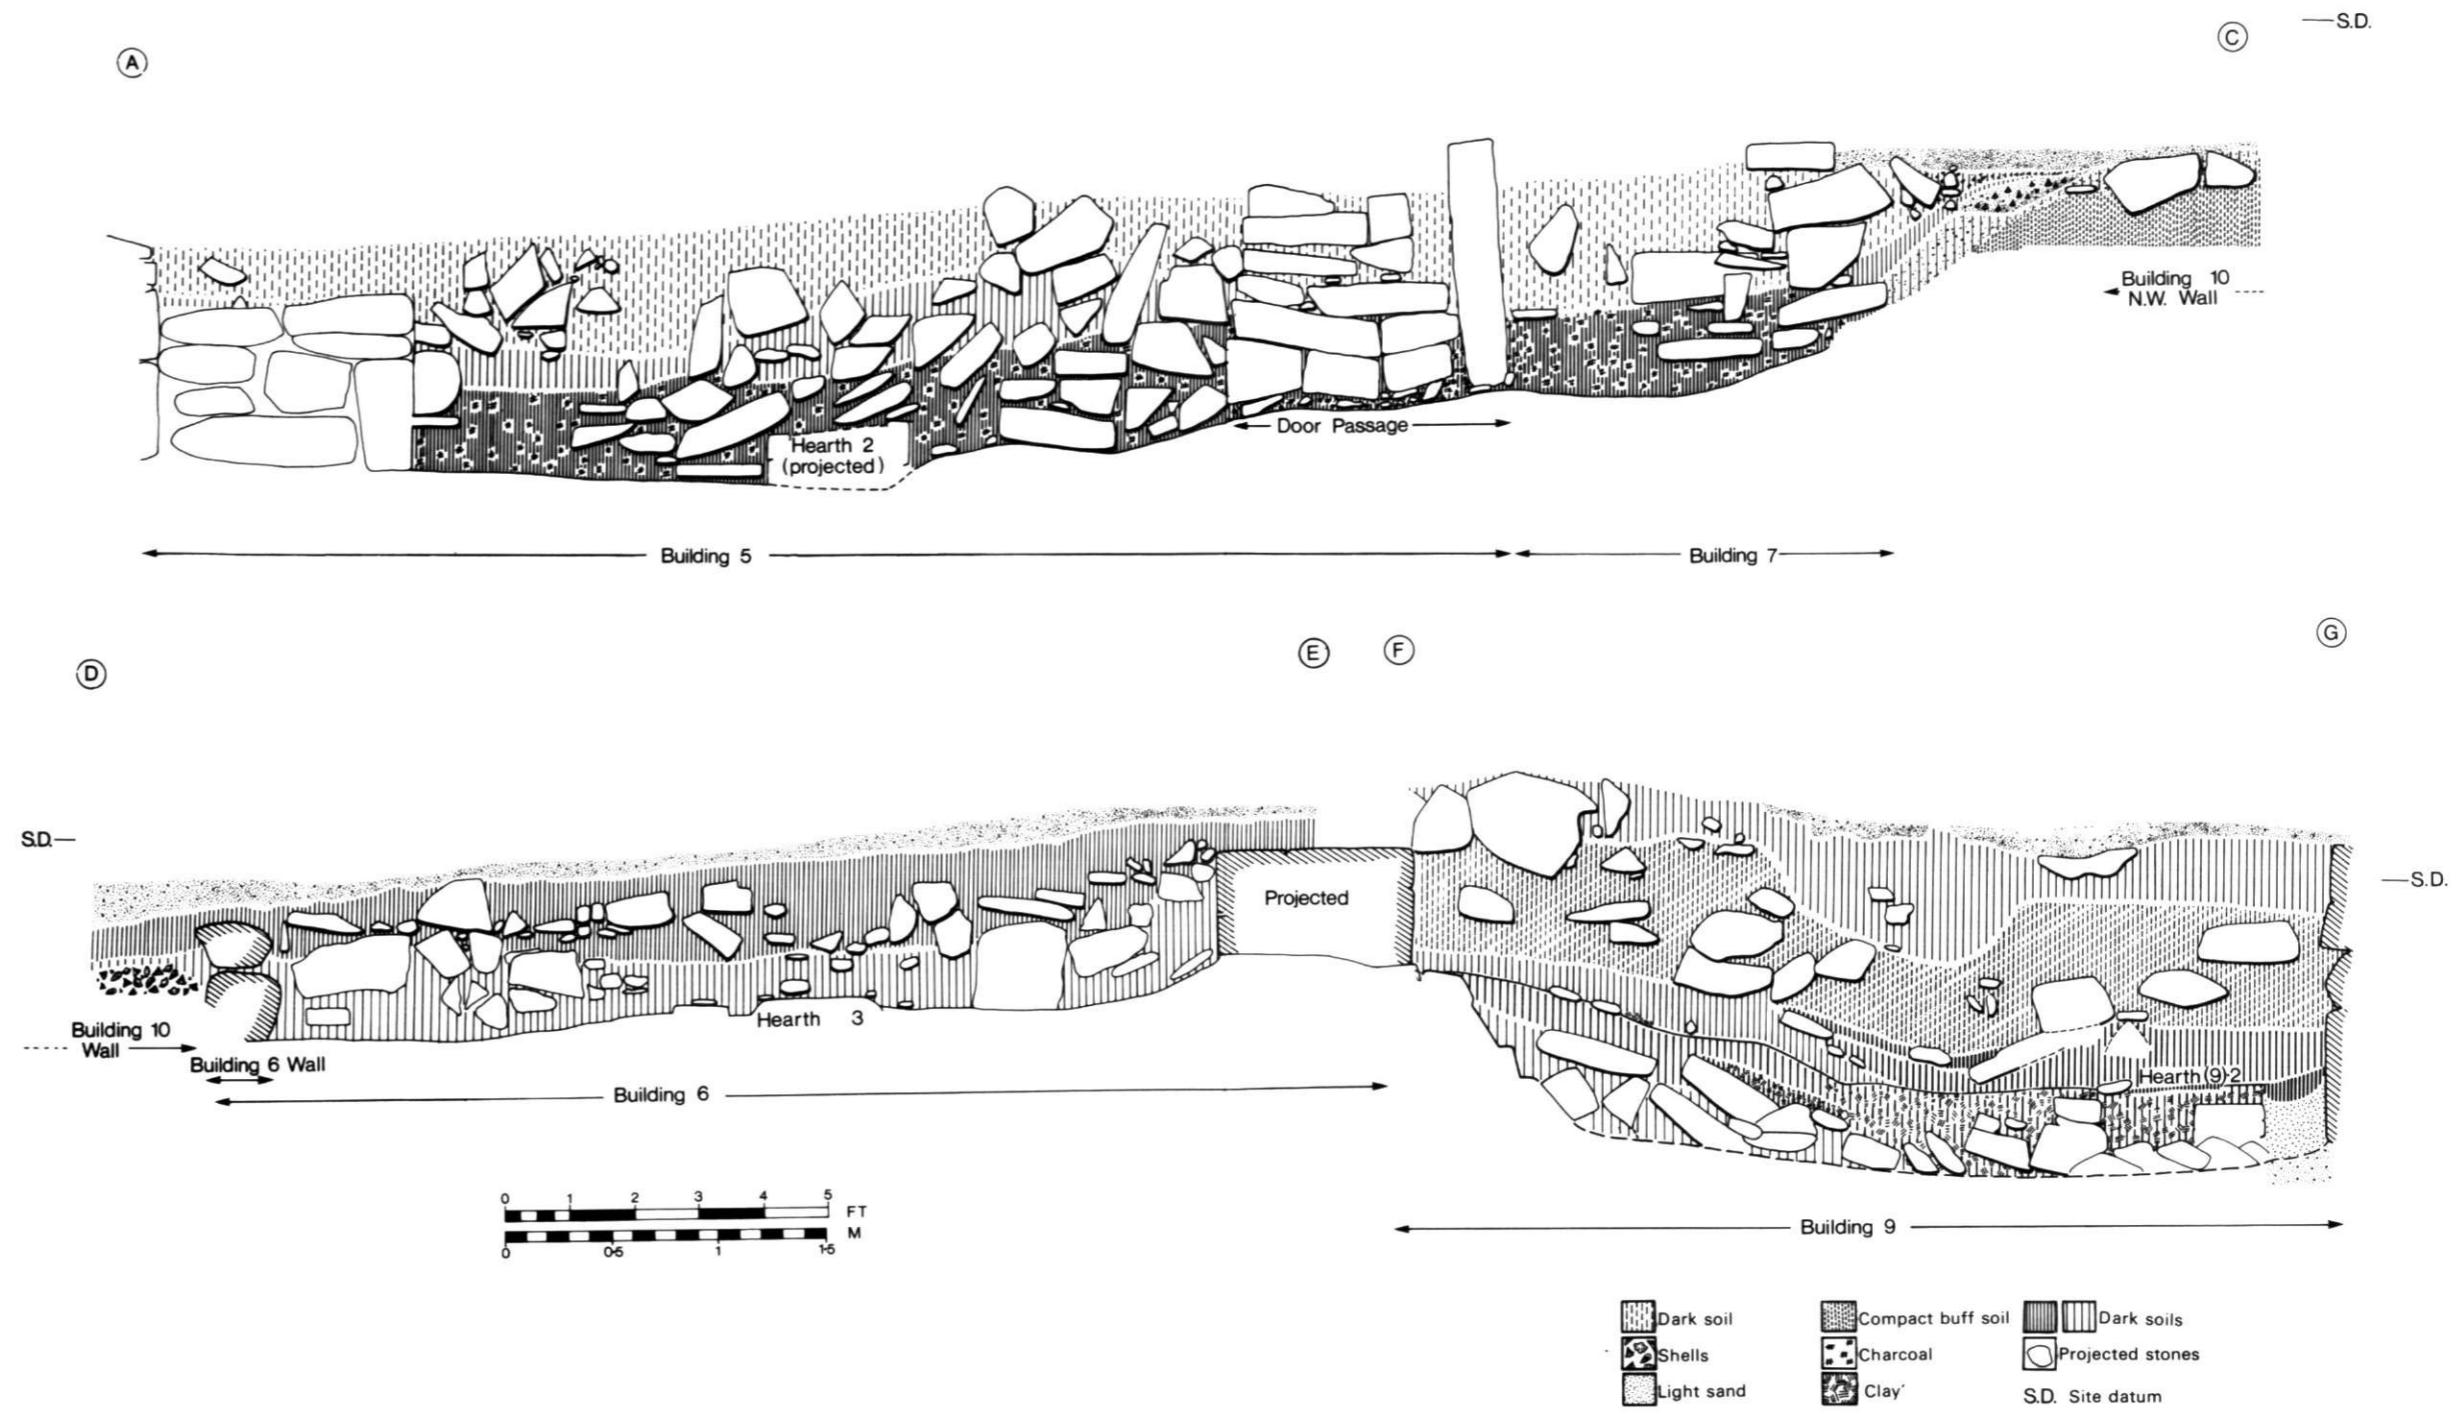 S.D.
A
C
Building 10
N.W. Wall
Hearth 2
(projected)
Door Passage
Building 5
Building 7
D
E
F
G
S.D.
S.D.
Projected
Building 10
Wall
Hearth 3
Building 6 Wall
Hearth (9)·2
Building 6
Building 9
0 1 2 3 4 5
FT
M
0 0·5 1 1·5
Dark soil
Compact buff soil
Dark soils
Shells
Charcoal
Projected stones
Light sand
Clay
S.D. Site datum